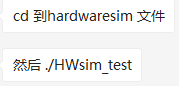 cd 到hardwaresim 文件
然后 ./HWsim_test